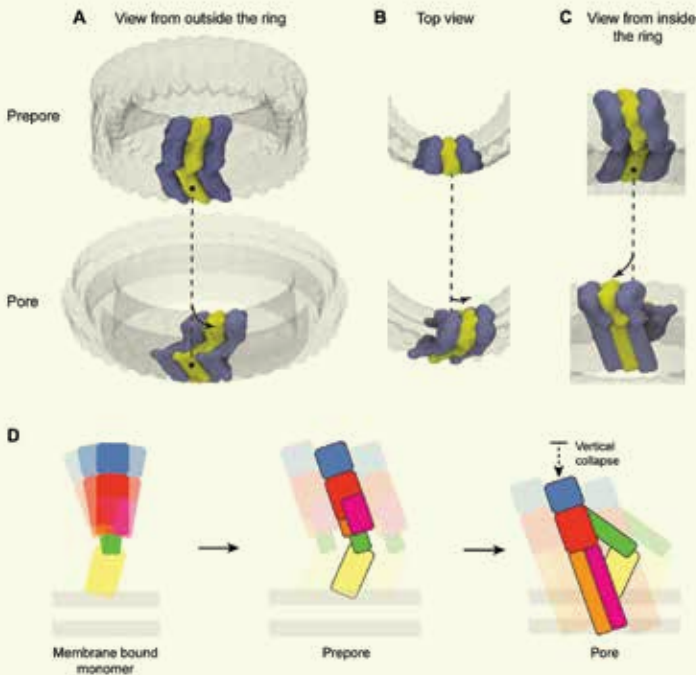 A View from outside the ring
B Top view
C View from inside
the ring
Prepore
Pore
D
Vertical
collapse
Membrane bound
monomer
Prepore
Pore